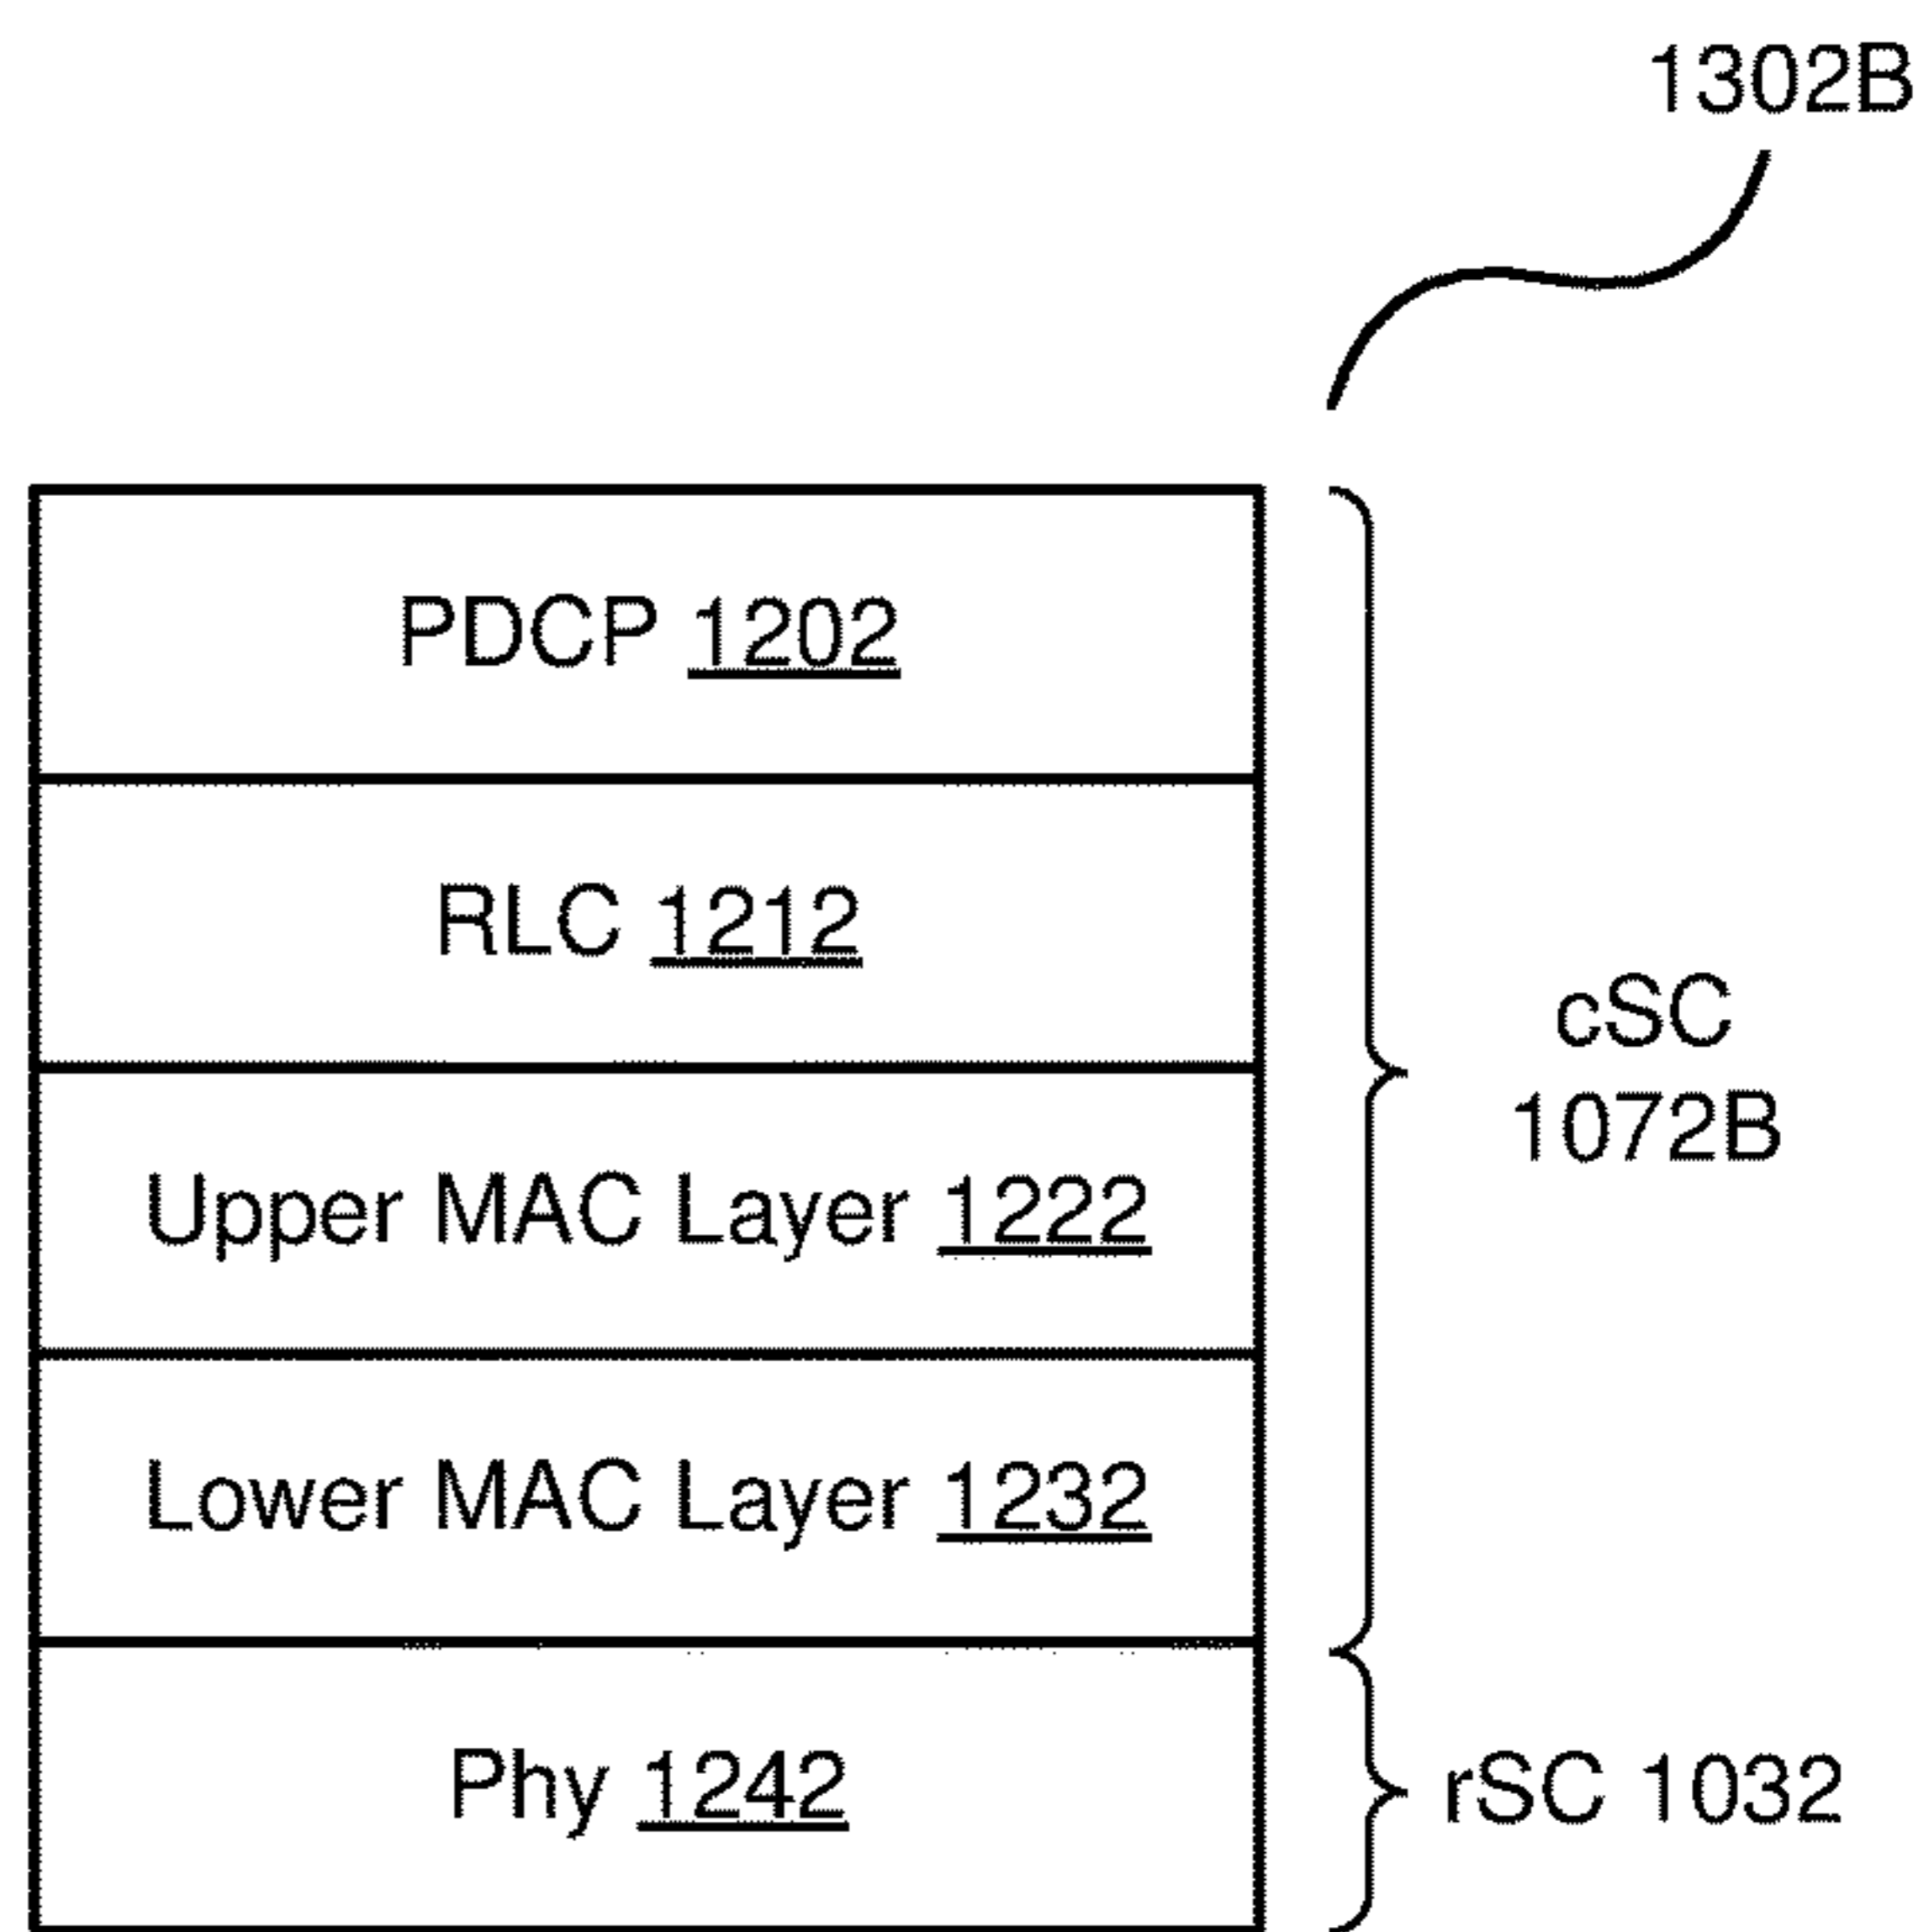 1302B
PDCP 1202
RLC 1212
cSC
1072B
Upper MAC Layer 1222
Lower MAC Layer 1232
Phy 1242
rSC 1032